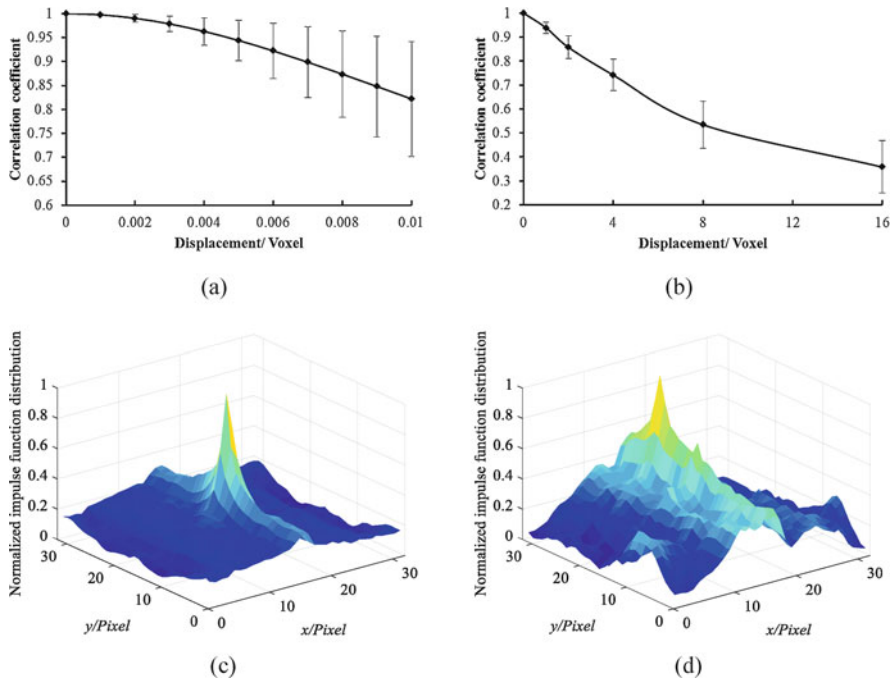 Correlation coefficient
1
0.95
0.9
0.85
0.8
0.75
0.7
0.65
0.6
0 0.002 0.004 0.006 0.008 0.01
Displacement/ Voxel
(a)
Correlation coefficient
1
0.9
0.8
0.7
0.6
0.5
0.4
0.3
0.2
0 4 8 12 16
Displacement/ Voxel
(b)
Normalized impulse function distribution
1
0.8
0.6
0.4
0.2
0
30 20 10 0
y/Pixel
0 10 20 30
x/Pixel
(c)
Normalized impulse function distribution
1
0.8
0.6
0.4
0.2
0
30 20 10 0
y/Pixel
0 10 20 30
x/Pixel
(d)